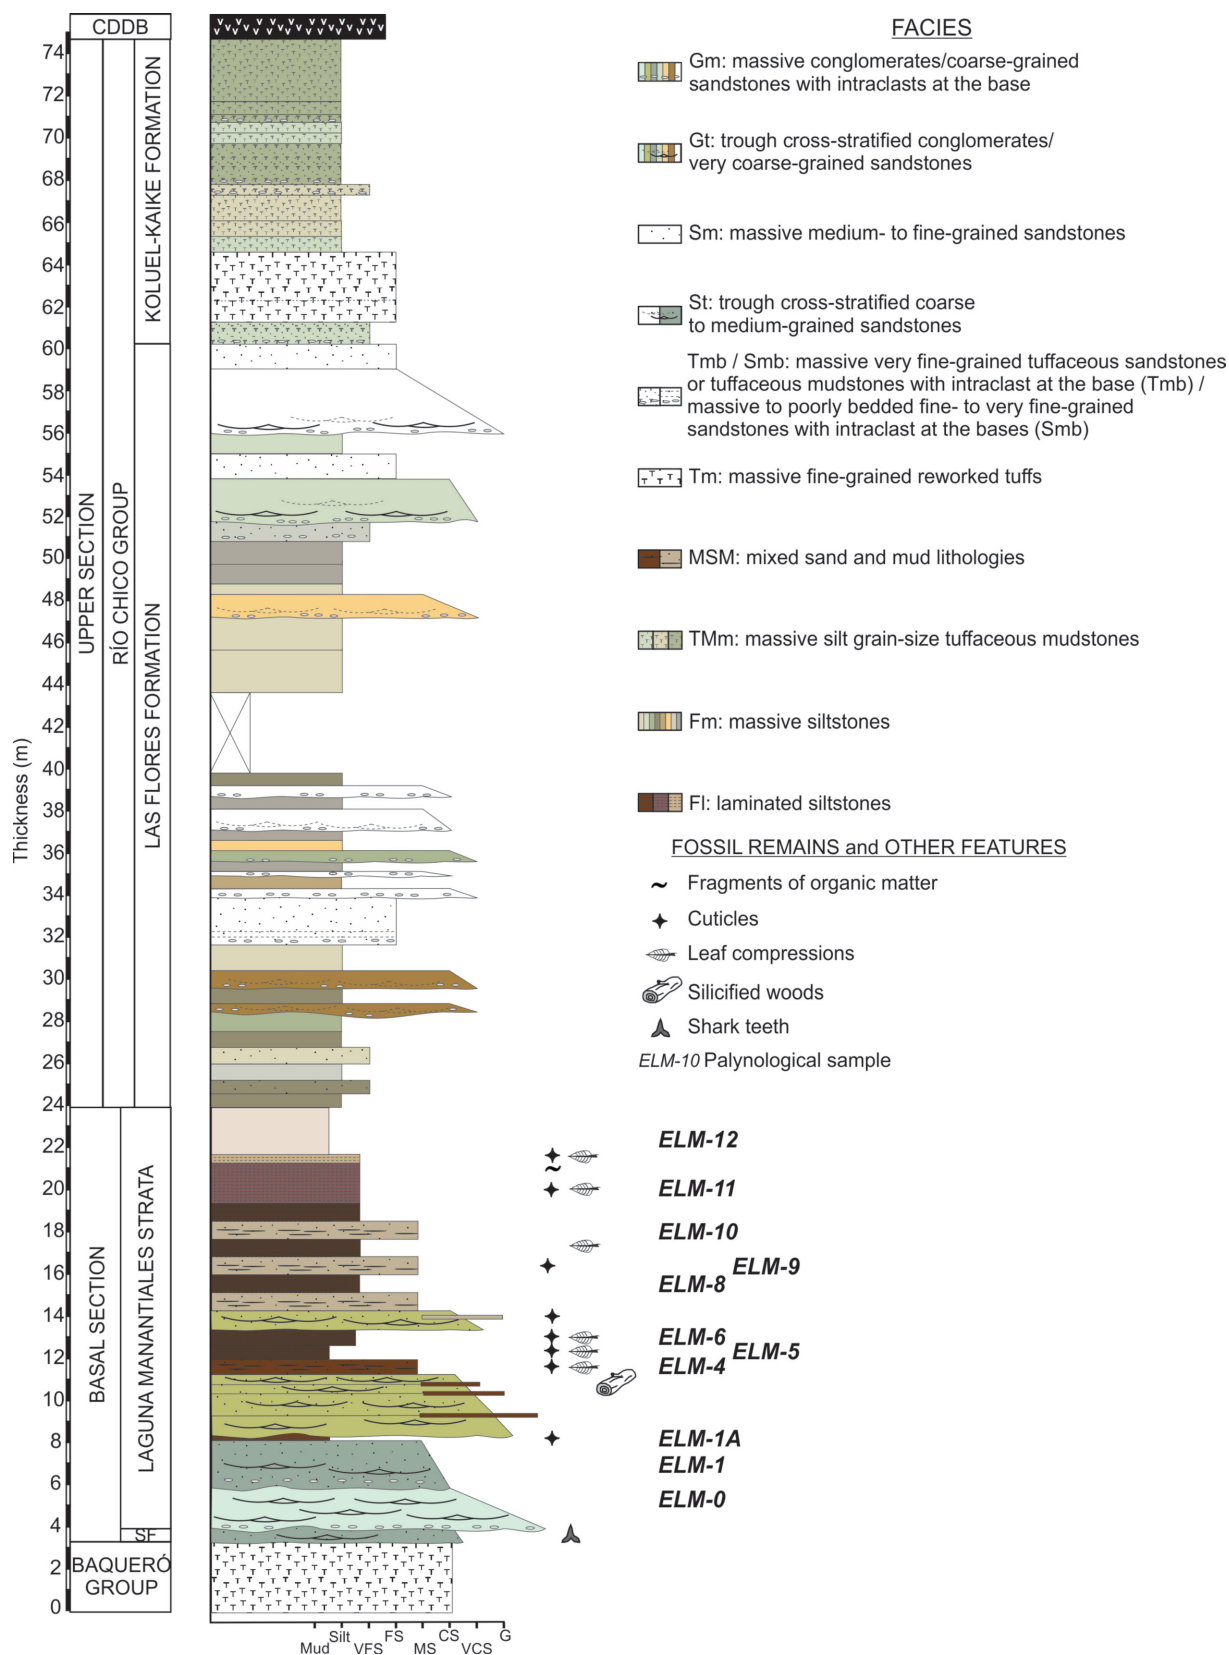 CDDB
KOLUEL-KAIKE FORMATION
LAS FLORES FORMATION
RÍO CHICO GROUP
UPPER SECTION
BASAL SECTION
LAGUNA MANANTIALES STRATA
SF
BAQUERÓ
GROUP
Thickness (m)
74
72
70
68
66
64
62
60
58
56
54
52
50
48
46
44
42
40
38
36
34
32
30
28
26
24
22
20
18
16
14
12
10
8
6
4
2
0
Mud
Silt
VFS
FS
MS
CS
VCS
G
FACIES
Gm: massive conglomerates/coarse-grained
sandstones with intraclasts at the base
Gt: trough cross-stratified conglomerates/
very coarse-grained sandstones
Sm: massive medium- to fine-grained sandstones
St: trough cross-stratified coarse
to medium-grained sandstones
Tmb / Smb: massive very fine-grained tuffaceous sandstones
or tuffaceous mudstones with intraclast at the base (Tmb) /
massive to poorly bedded fine- to very fine-grained
sandstones with intraclast at the bases (Smb)
Tm: massive fine-grained reworked tuffs
MSM: mixed sand and mud lithologies
TMm: massive silt grain-size tuffaceous mudstones
Fm: massive siltstones
Fl: laminated siltstones
FOSSIL REMAINS and OTHER FEATURES
Fragments of organic matter
Cuticles
Leaf compressions
Silicified woods
Shark teeth
ELM-10 Palynological sample
ELM-12
ELM-11
ELM-10
ELM-9
ELM-8
ELM-6
ELM-5
ELM-4
ELM-1A
ELM-1
ELM-0